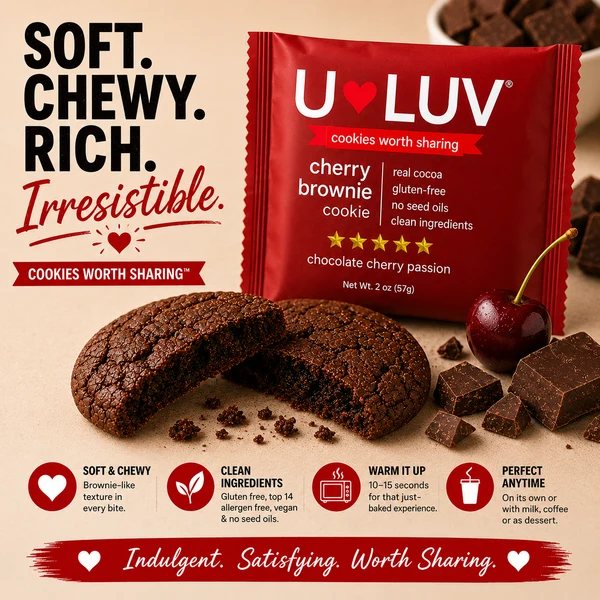 SOFT.
CHEWY.
RICH.
Irresistible.
COOKIES WORTH SHARING™
U♥LUV®
cookies worth sharing
cherry
brownie
cookie
real cocoa
gluten-free
no seed oils
clean ingredients
chocolate cherry passion
Net Wt. 2 oz (57g)
SOFT & CHEWY
Brownie-like
texture in
every bite.
CLEAN
INGREDIENTS
Gluten free, top 14
allergen free, vegan
& no seed oils.
WARM IT UP
10–15 seconds
for that just-
baked experience.
PERFECT
ANYTIME
On its own or
with milk, coffee
or as dessert.
Indulgent. Satisfying. Worth Sharing.